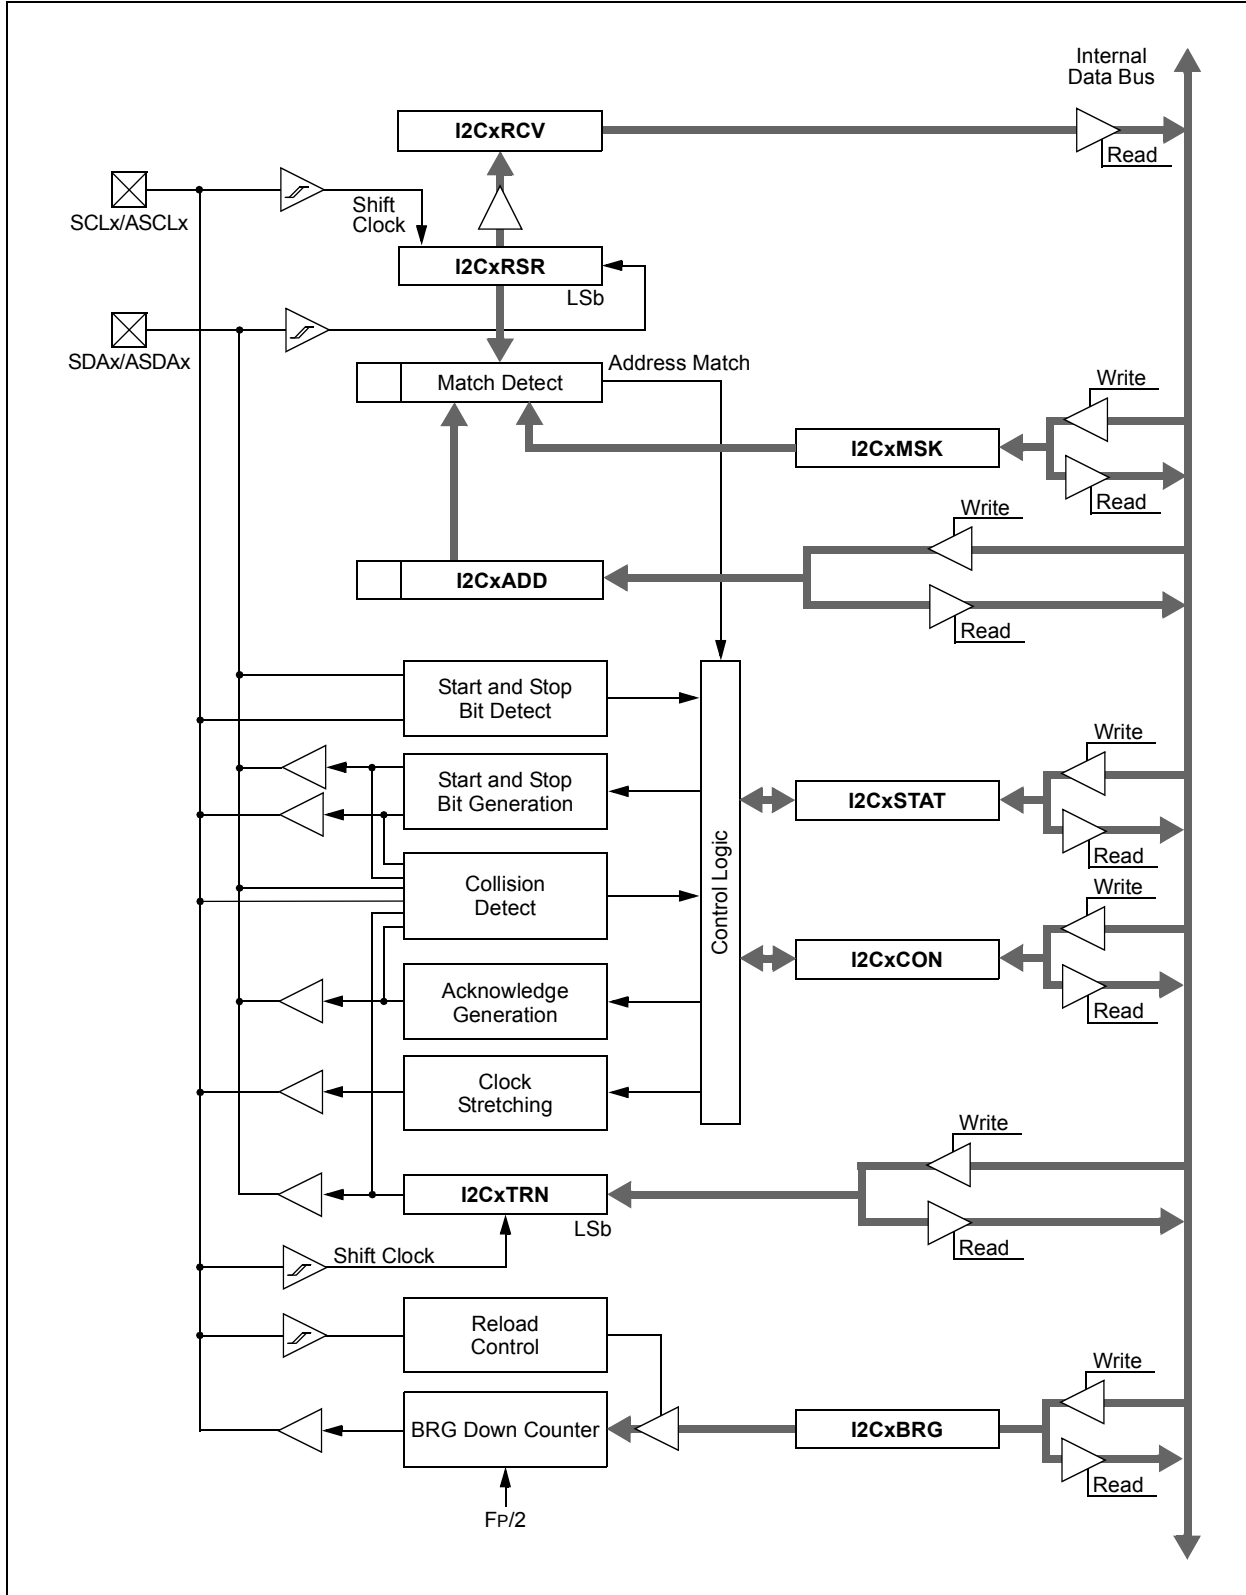 Internal
Data Bus
I2CxRCV
Read
SCLx/ASCLx
Shift
Clock
I2CxRSR
LSb
SDAx/ASDAx
Match Detect
Address Match
Write
I2CxMSK
Read
Write
I2CxADD
Read
Start and Stop
Bit Detect
Start and Stop
Bit Generation
Write
I2CxSTAT
Read
Collision
Detect
Control Logic
Write
I2CxCON
Read
Acknowledge
Generation
Clock
Stretching
Write
I2CxTRN
LSb
Read
Shift Clock
Reload
Control
Write
BRG Down Counter
I2CxBRG
Read
FP/2